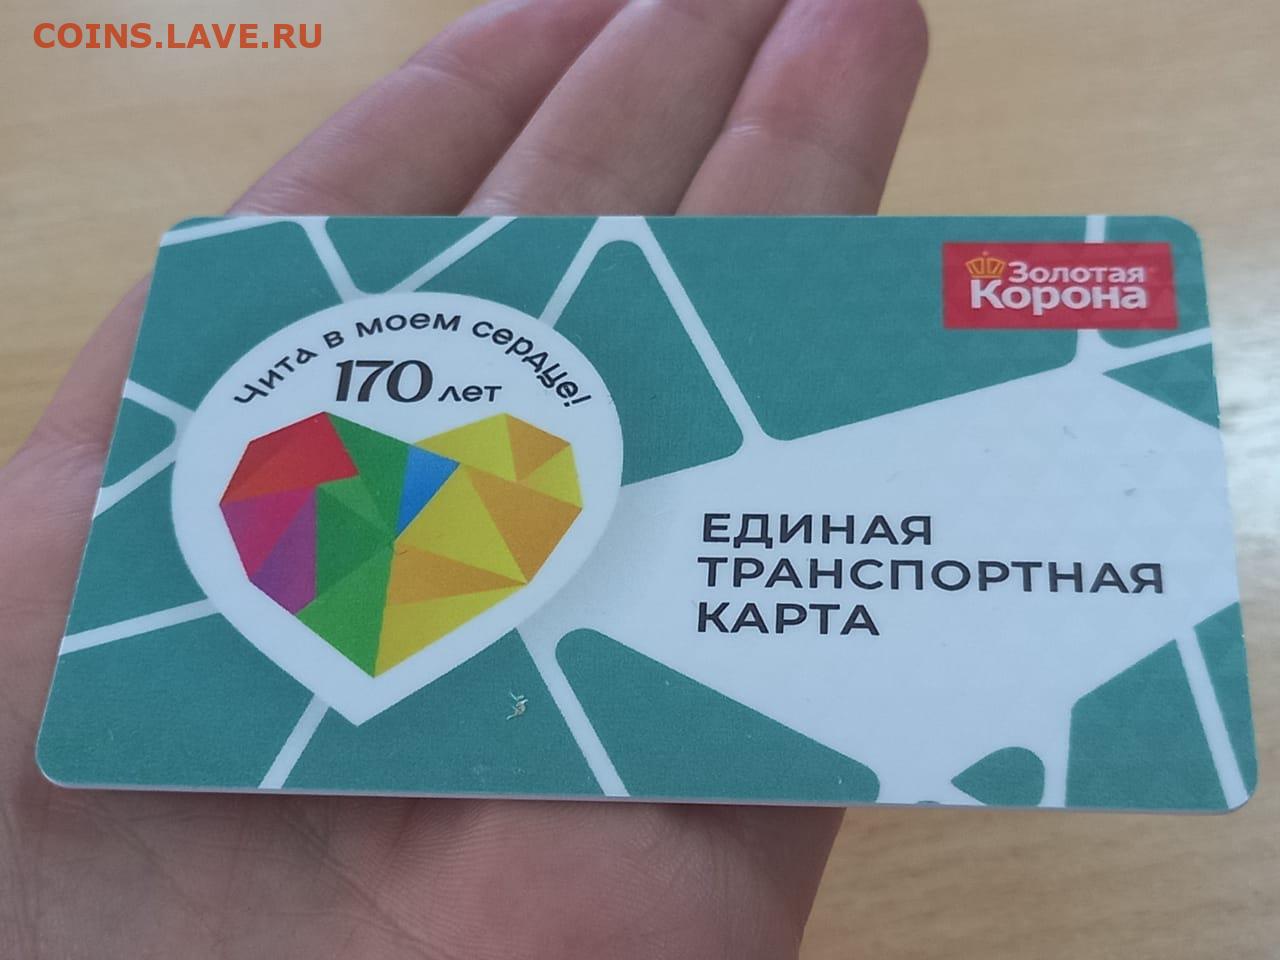 COINS.LAVE.RU
Золотая
Корона
Чита в моем сердце!
170 лет
ЕДИНАЯ
ТРАНСПОРТНАЯ
КАРТА